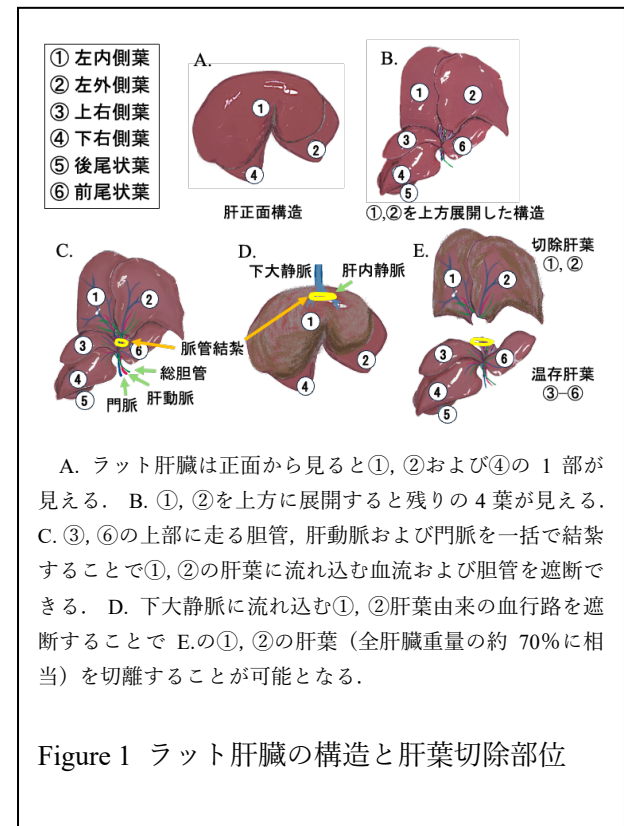 ① 左内側葉
② 左外側葉
③ 上右側葉
④ 下右側葉
⑤ 後尾状葉
⑥ 前尾状葉
A.
①
②
④
肝正面構造
B.
①
②
③
⑥
④
⑤
①,②を上方展開した構造
C.
①
②
③
⑥
④
⑤
脈管結紮
総胆管
肝動脈
門脈
D.
下大静脈
肝内静脈
①
②
④
E.
切除肝葉
①, ②
①
②
③
⑥
④
⑤
温存肝葉
③–⑥
A. ラット肝臓は正面から見ると①, ②および④の 1 部が
見える. B. ①, ②を上方に展開すると残りの 4 葉が見える.
C. ③, ⑥の上部に走る胆管, 肝動脈および門脈を一括で結紮
することで①, ②の肝葉に流れ込む血流および胆管を遮断で
きる. D. 下大静脈に流れ込む①, ②肝葉由来の血行路を遮
断することで E.の①, ②の肝葉（全肝臓重量の約 70%に相
当）を切離することが可能となる.
Figure 1 ラット肝臓の構造と肝葉切除部位